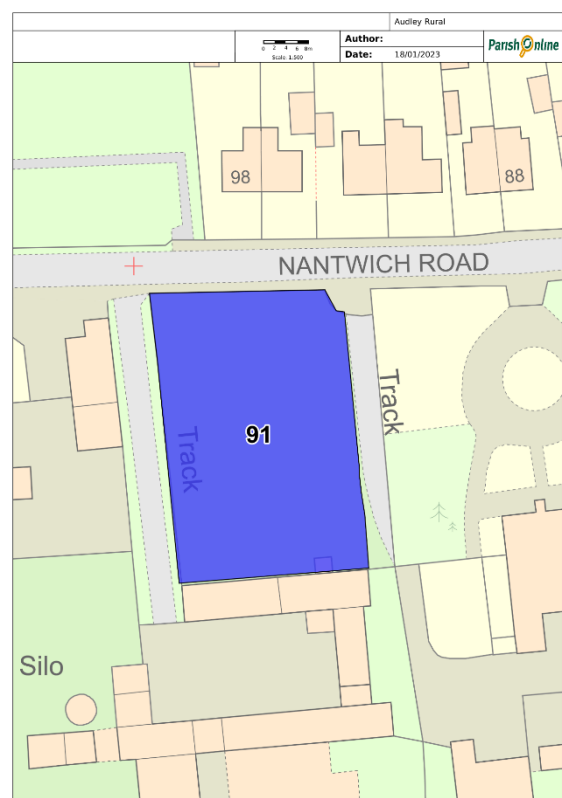 Audley Rural
0 2 4 6 8m
Scale: 1:500
Author:
Date: 18/01/2023
Parish Online
98
88
NANTWICH ROAD
Track
Track
91
Silo